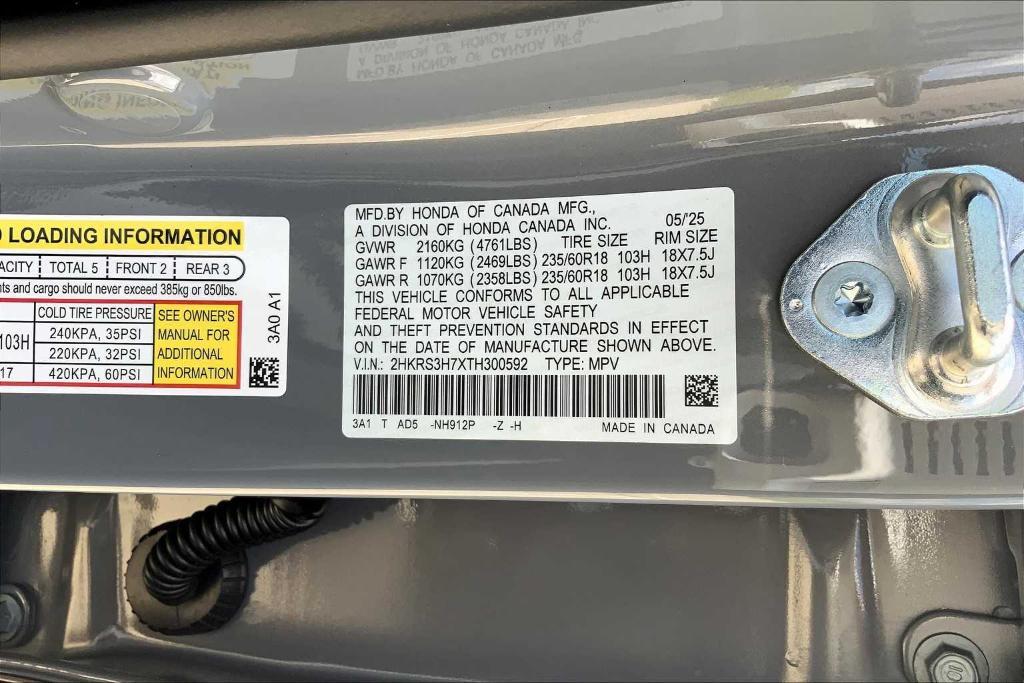 LOADING INFORMATION
TOTAL 5 FRONT 2 REAR 3
and cargo should never exceed 385kg or 850lbs.
COLD TIRE PRESSURE SEE OWNER'S MANUAL FOR ADDITIONAL INFORMATION
103H 240KPA, 35PSI
220KPA, 32PSI
17 420KPA, 60PSI
3A0 A1
MFD.BY HONDA OF CANADA MFG.,
A DIVISION OF HONDA CANADA INC. 05/'25
GVWR 2160KG (4761LBS) TIRE SIZE RIM SIZE
GAWR F 1120KG (2469LBS) 235/60R18 103H 18X7.5J
GAWR R 1070KG (2358LBS) 235/60R18 103H 18X7.5J
THIS VEHICLE CONFORMS TO ALL APPLICABLE
FEDERAL MOTOR VEHICLE SAFETY
AND THEFT PREVENTION STANDARDS IN EFFECT
ON THE DATE OF MANUFACTURE SHOWN ABOVE.
V.I.N.: 2HKRS3H7XTH300592 TYPE: MPV
3A1 T AD5 -NH912P -Z -H MADE IN CANADA